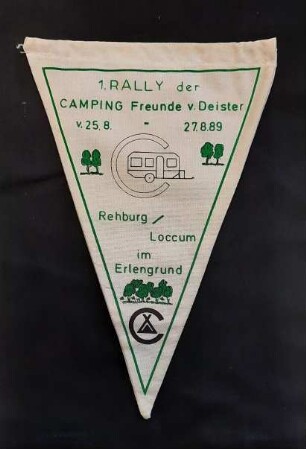 1. RALLY der
CAMPING Freunde v. Deister
v. 25.8. - 27.8.89
Rehburg /
Loccum
im
Erlengrund